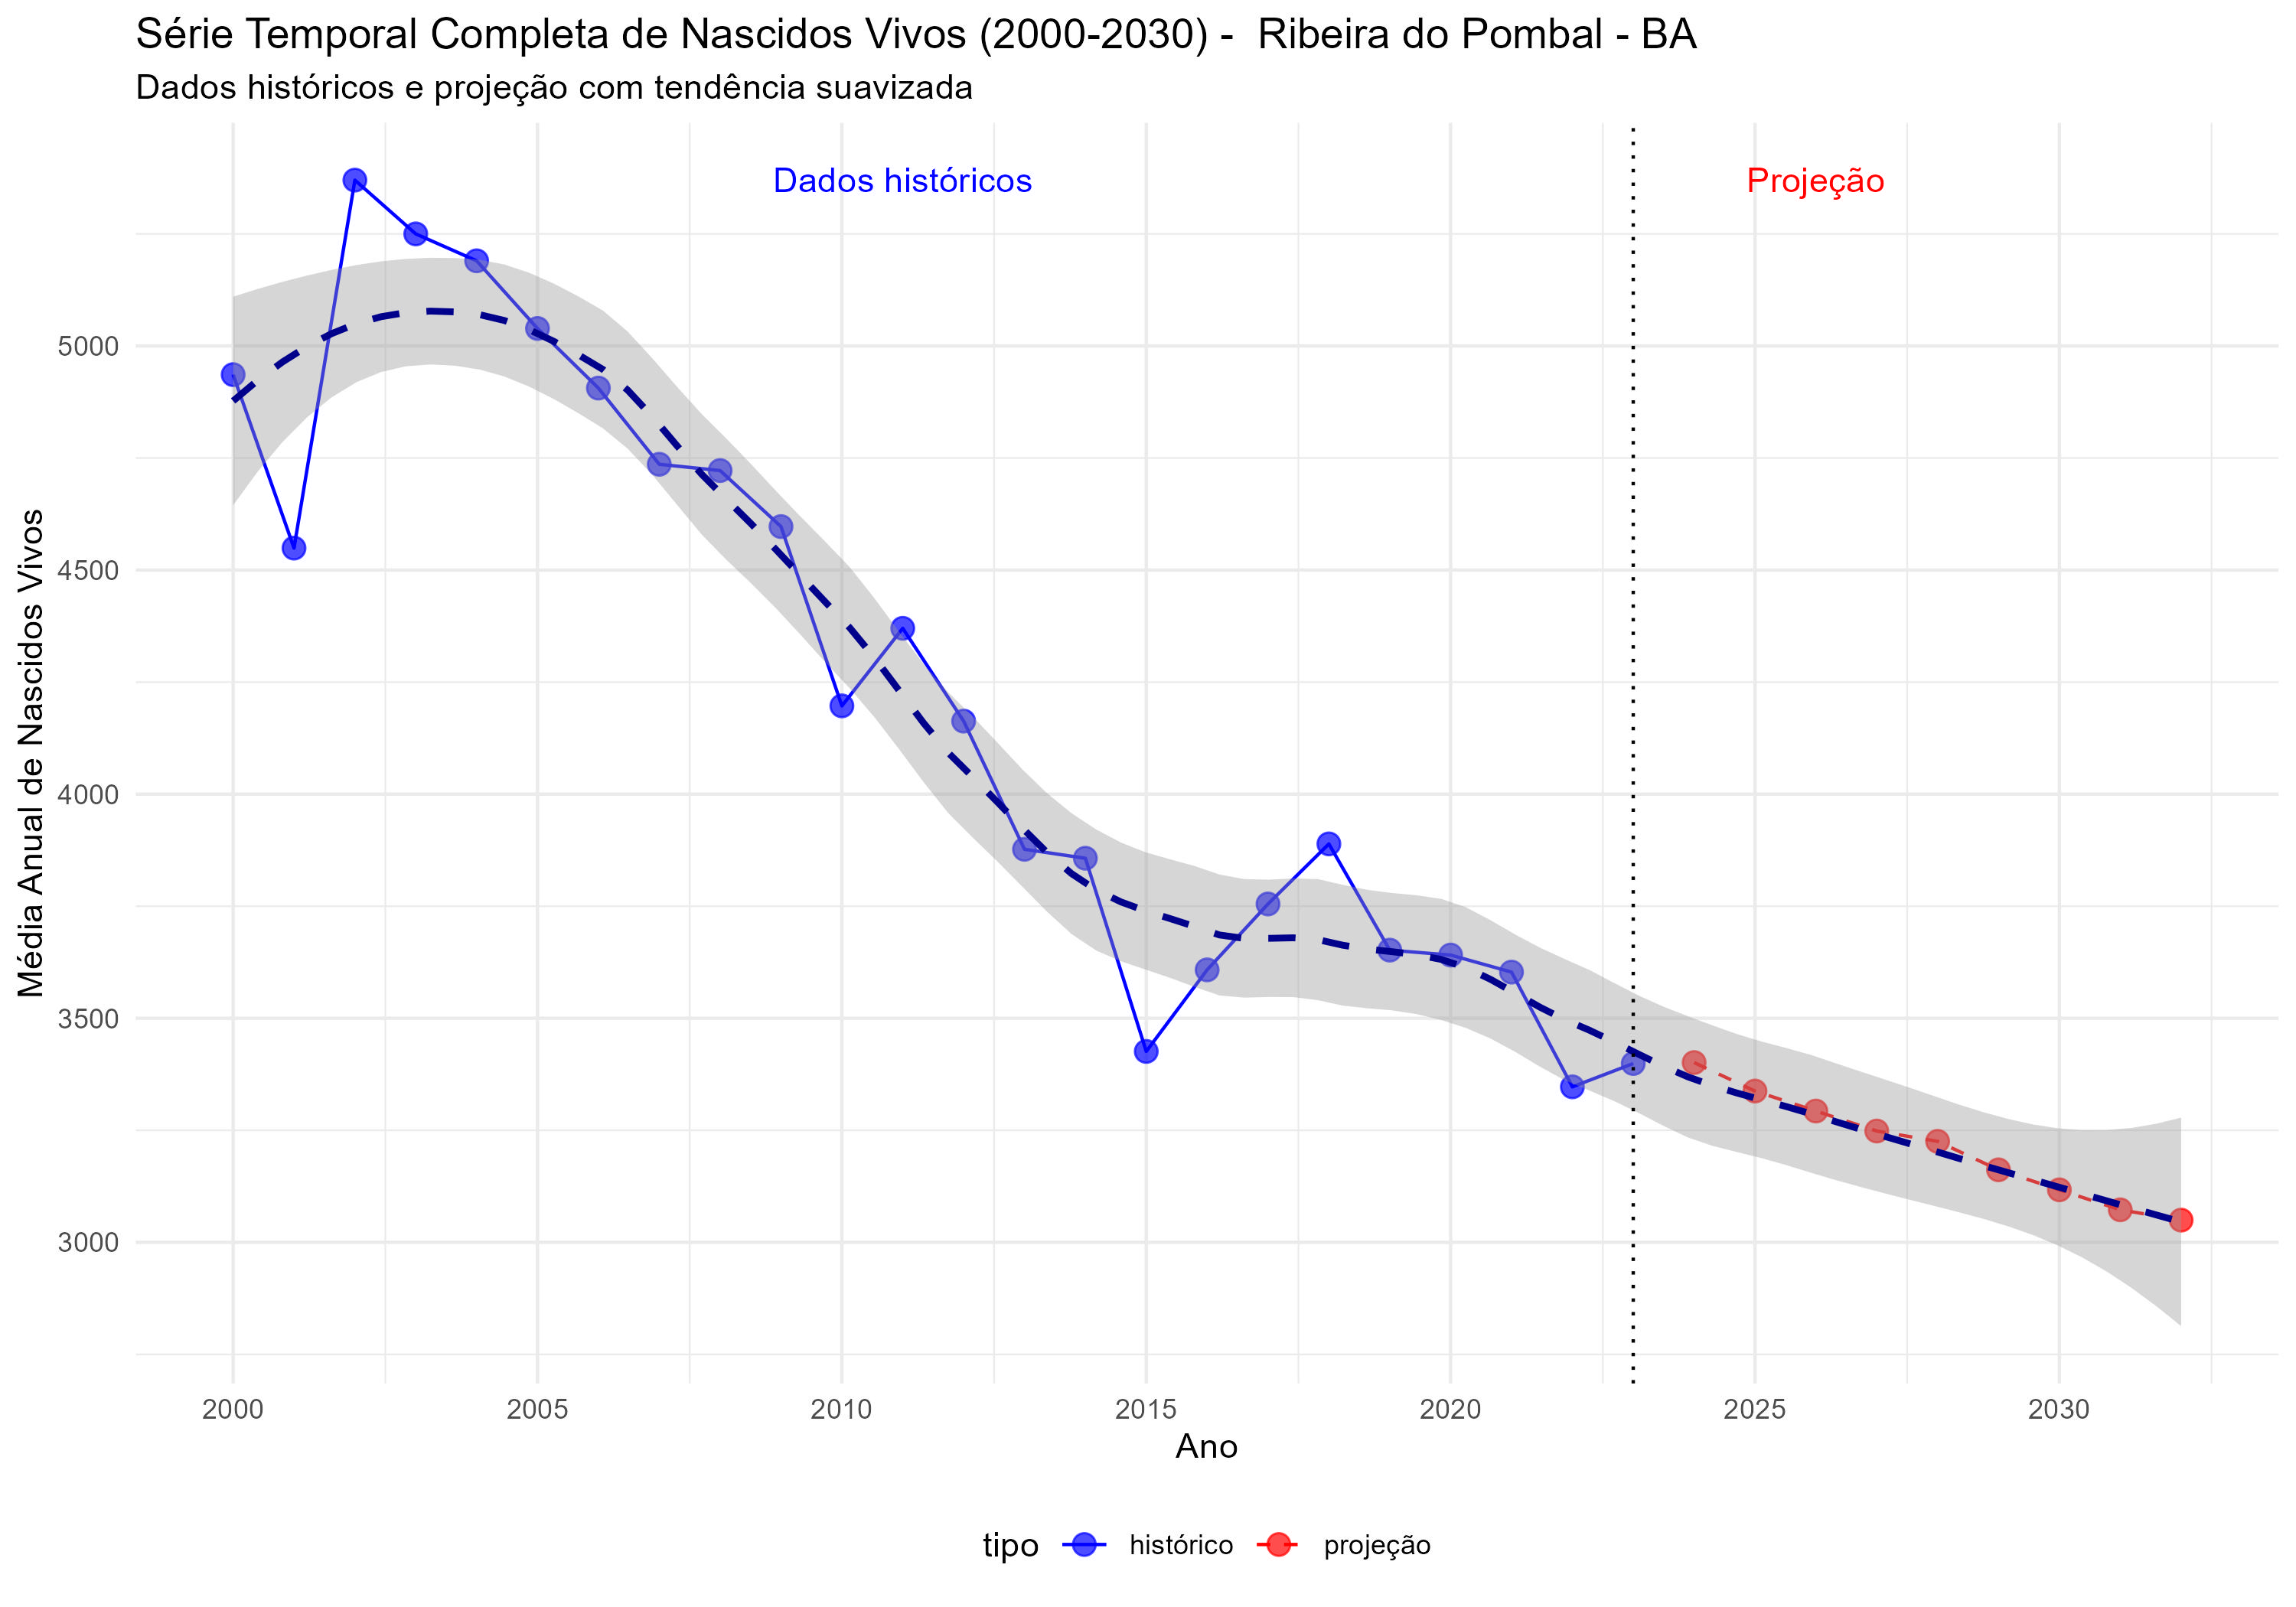 Série Temporal Completa de Nascidos Vivos (2000-2030) -  Ribeira do Pombal - BA
Dados históricos e projeção com tendência suavizada
Dados históricos
Projeção
Média Anual de Nascidos Vivos
5000
4500
4000
3500
3000
2000
2005
2010
2015
2020
2025
2030
Ano
tipo
histórico
projeção